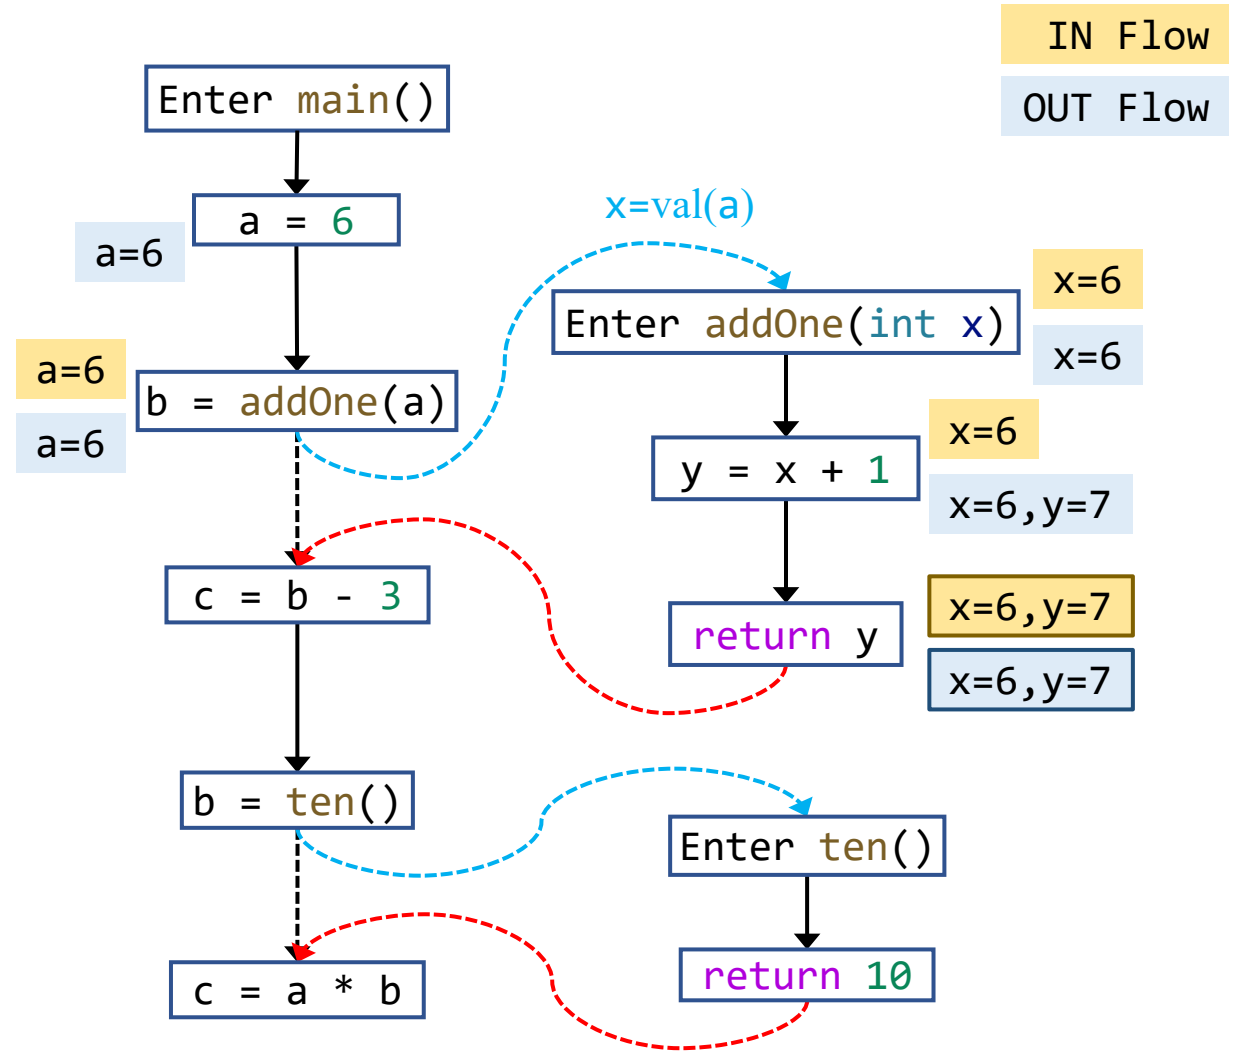 IN Flow
OUT Flow
Enter main()
a = 6
a=6
x=val(a)
Enter addOne(int x)
x=6
x=6
a=6
a=6
b = addOne(a)
y = x + 1
x=6
x=6,y=7
c = b - 3
return y
x=6,y=7
x=6,y=7
b = ten()
Enter ten()
return 10
c = a * b